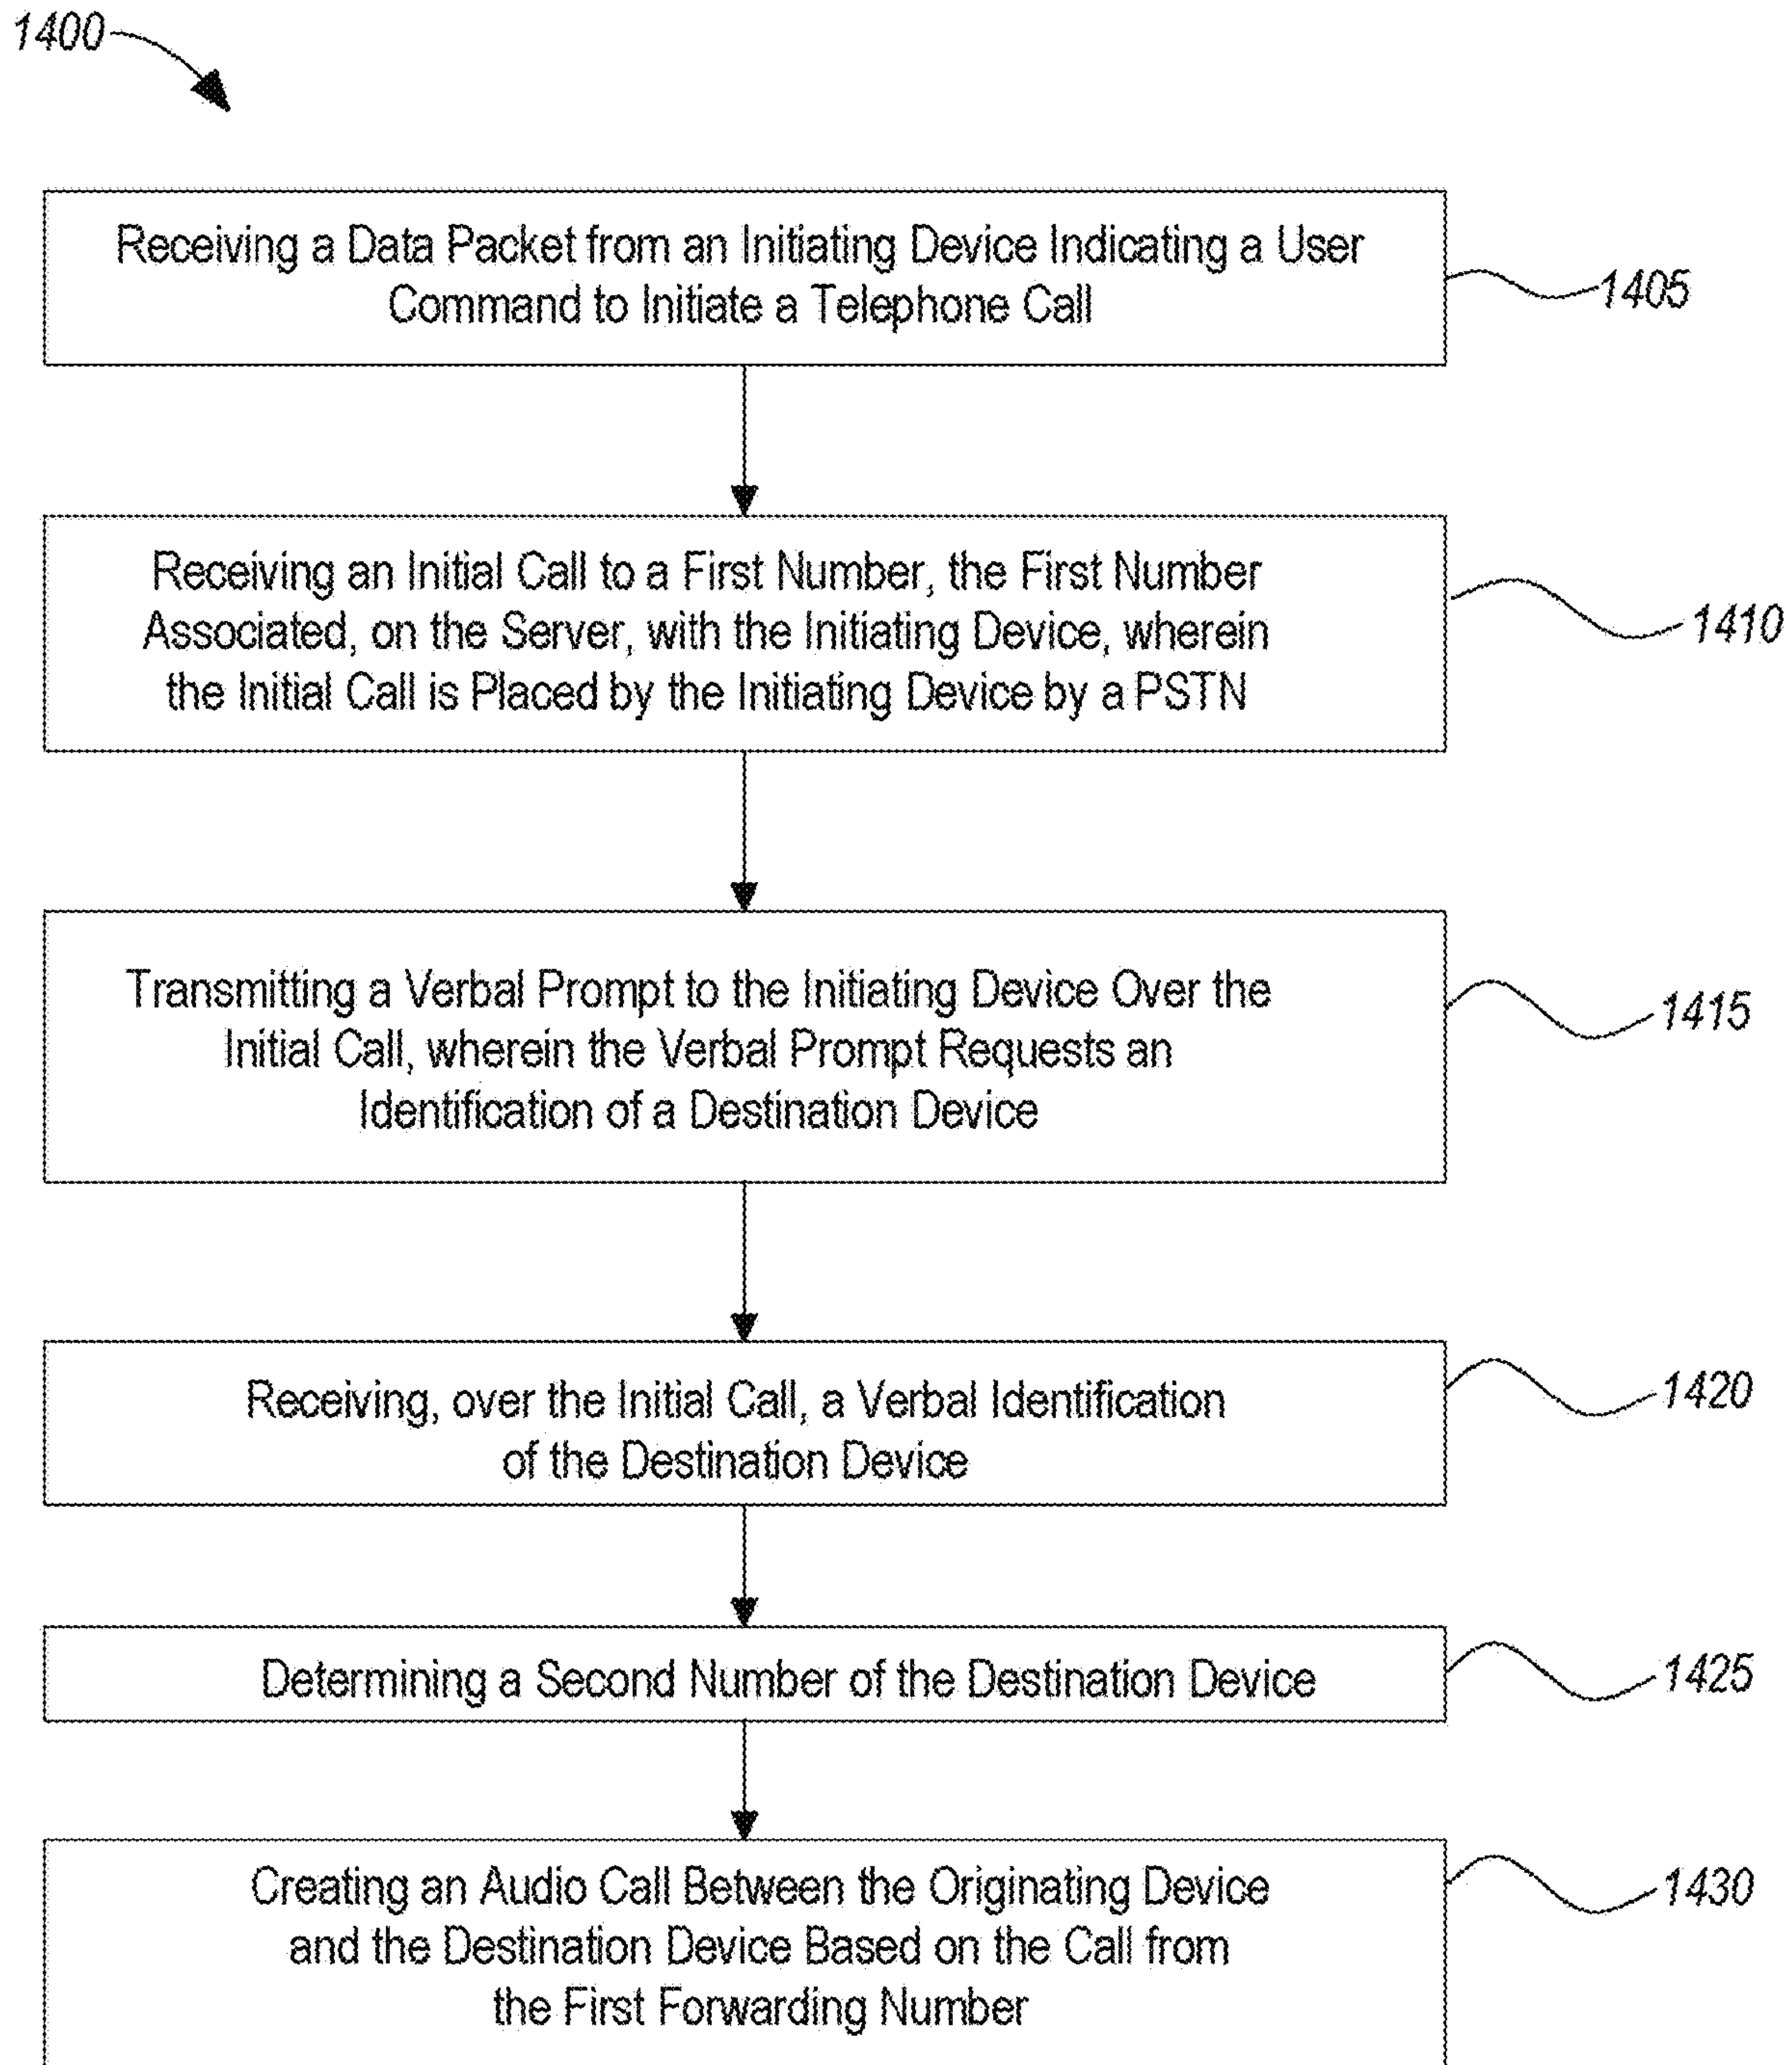 1400
Receiving a Data Packet from an Initiating Device Indicating a User
Command to Initiate a Telephone Call
1405
Receiving an Initial Call to a First Number, the First Number
Associated, on the Server, with the Initiating Device, wherein
the Initial Call is Placed by the Initiating Device by a PSTN
1410
Transmitting a Verbal Prompt to the Initiating Device Over the
Initial Call, wherein the Verbal Prompt Requests an
Identification of a Destination Device
1415
Receiving, over the Initial Call, a Verbal Identification
of the Destination Device
1420
Determining a Second Number of the Destination Device
1425
Creating an Audio Call Between the Originating Device
and the Destination Device Based on the Call from
the First Forwarding Number
1430